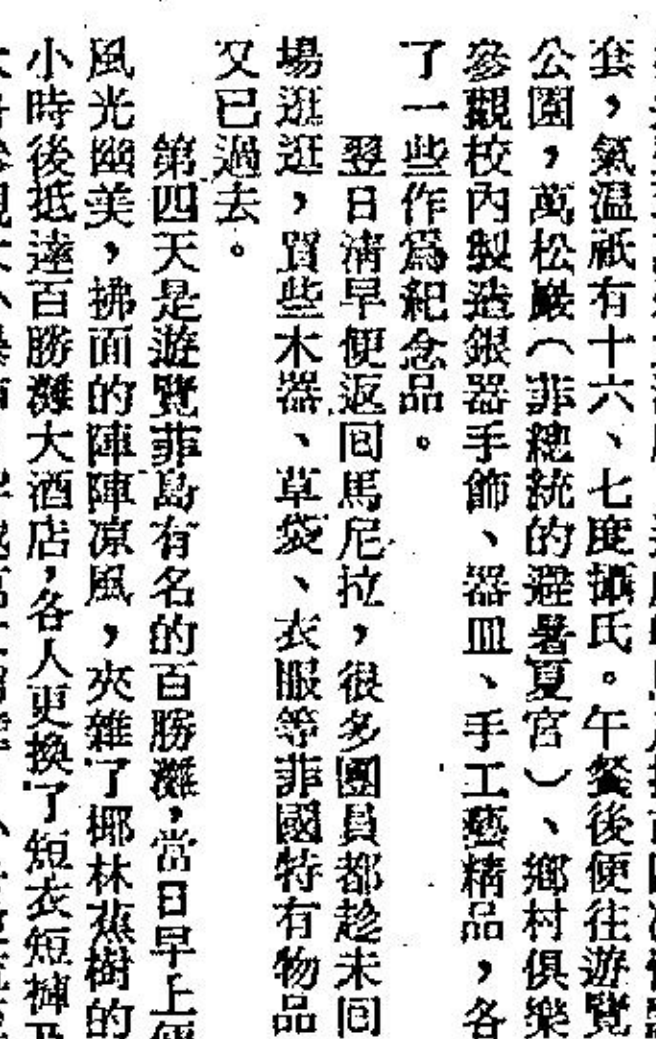 套，氣温祇有十六、七度攝氏。午餐後便往遊覽
公園，萬松巖（菲總統的避暑夏宮）、鄉村俱樂
參觀校內製造銀器手飾、器皿、手工藝精品，各
了一些作爲紀念品。
翌日清早便返囘馬尼拉，很多團員都趁未囘
場逛逛，買些木器、草袋、衣服等菲國特有物品
又已過去。
第四天是遊覽菲島有名的百勝灘，當日早上便
風光幽美，拂面的陣陣凉風，夾雜了椰林蕉樹的
小時後抵達百勝灘大酒店，各人更換了短衣短褲及